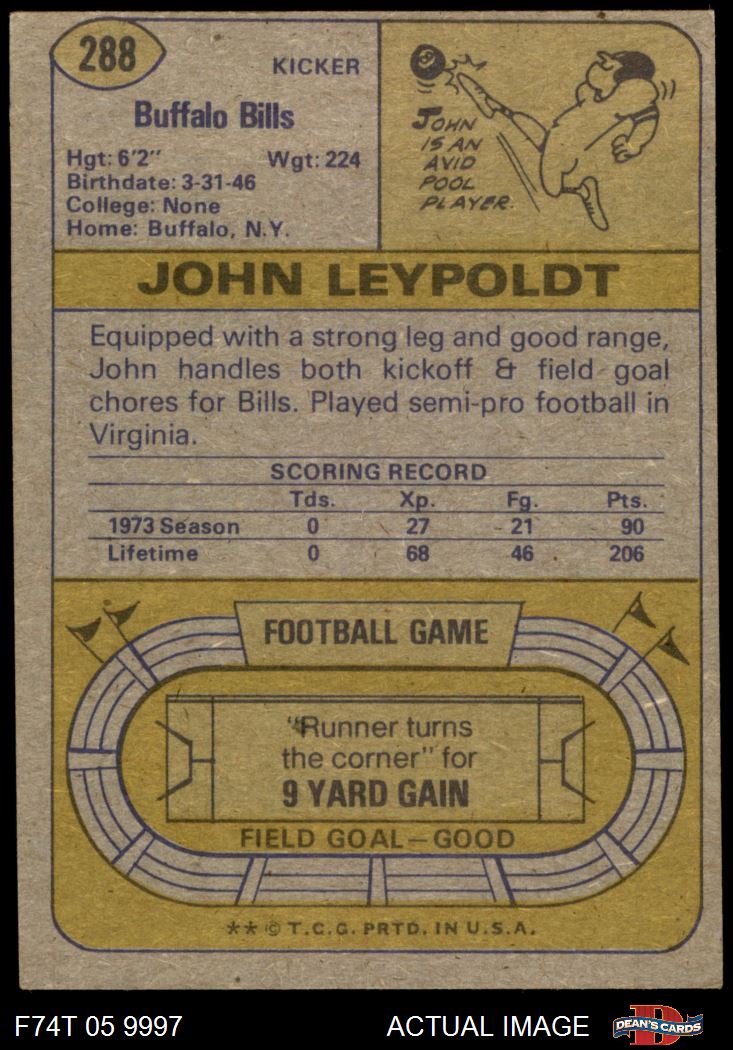 288
KICKER
Buffalo Bills
Hgt: 6'2" Wgt: 224
Birthdate: 3-31-46
College: None
Home: Buffalo, N.Y.
8
JOHN
IS AN
AVID
POOL
PLAYER.
JOHN LEYPOLDT
Equipped with a strong leg and good range,
John handles both kickoff & field goal
chores for Bills. Played semi-pro football in
Virginia.
SCORING RECORD
Tds. Xp. Fg. Pts.
1973 Season 0 27 21 90
Lifetime 0 68 46 206
FOOTBALL GAME
"Runner turns
the corner" for
9 YARD GAIN
FIELD GOAL—GOOD
** © T.C.G. PRTD. IN U.S.A.
F74T 05 9997 ACTUAL IMAGE
D
DEAN'S CARDS